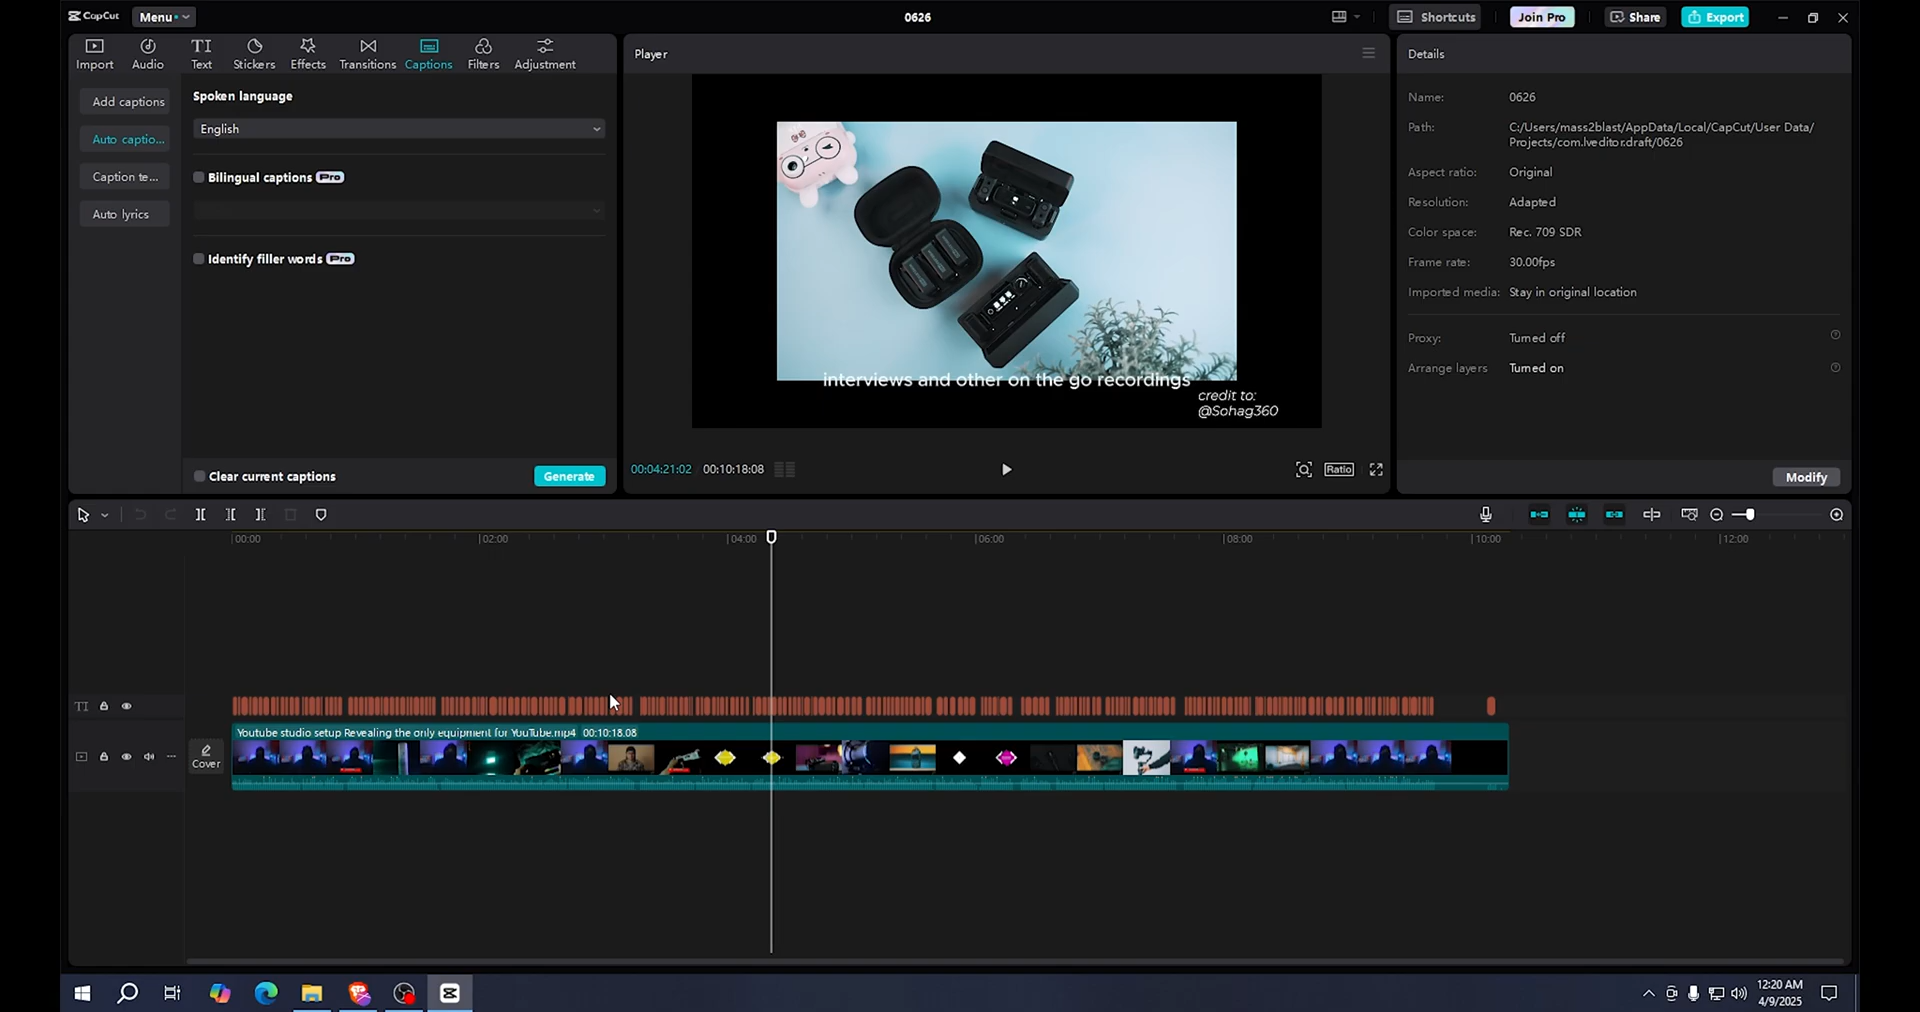 CapCut
Menu
0626
Shortcuts
Join Pro
Share
Export
Import
Audio
TI
Text
Stickers
Effects
Transitions
Captions
Filters
Adjustment
Add captions
Auto captio...
Caption te...
Auto lyrics
Spoken language
English
Bilingual captions Pro
Identify filler words Pro
Clear current captions
Generate
Player
interviews and other on the go recordings
credit to:
@Sohag360
00:04:21:02
00:10:18:08
Ratio
Details
Name: 0626
Path: C:/Users/mass2blast/AppData/Local/CapCut/User Data/
Projects/com.lveditor.draft/0626
Aspect ratio: Original
Resolution: Adapted
Color space: Rec. 709 SDR
Frame rate: 30.00fps
Imported media: Stay in original location
Proxy: Turned off
Arrange layers Turned on
Modify
00:00
02:00
04:00
06:00
08:00
10:00
12:00
TI
Cover
Youtube studio setup Revealing the only equipment for YouTube.mp4 00:10:18:08
12:20 AM
4/9/2025